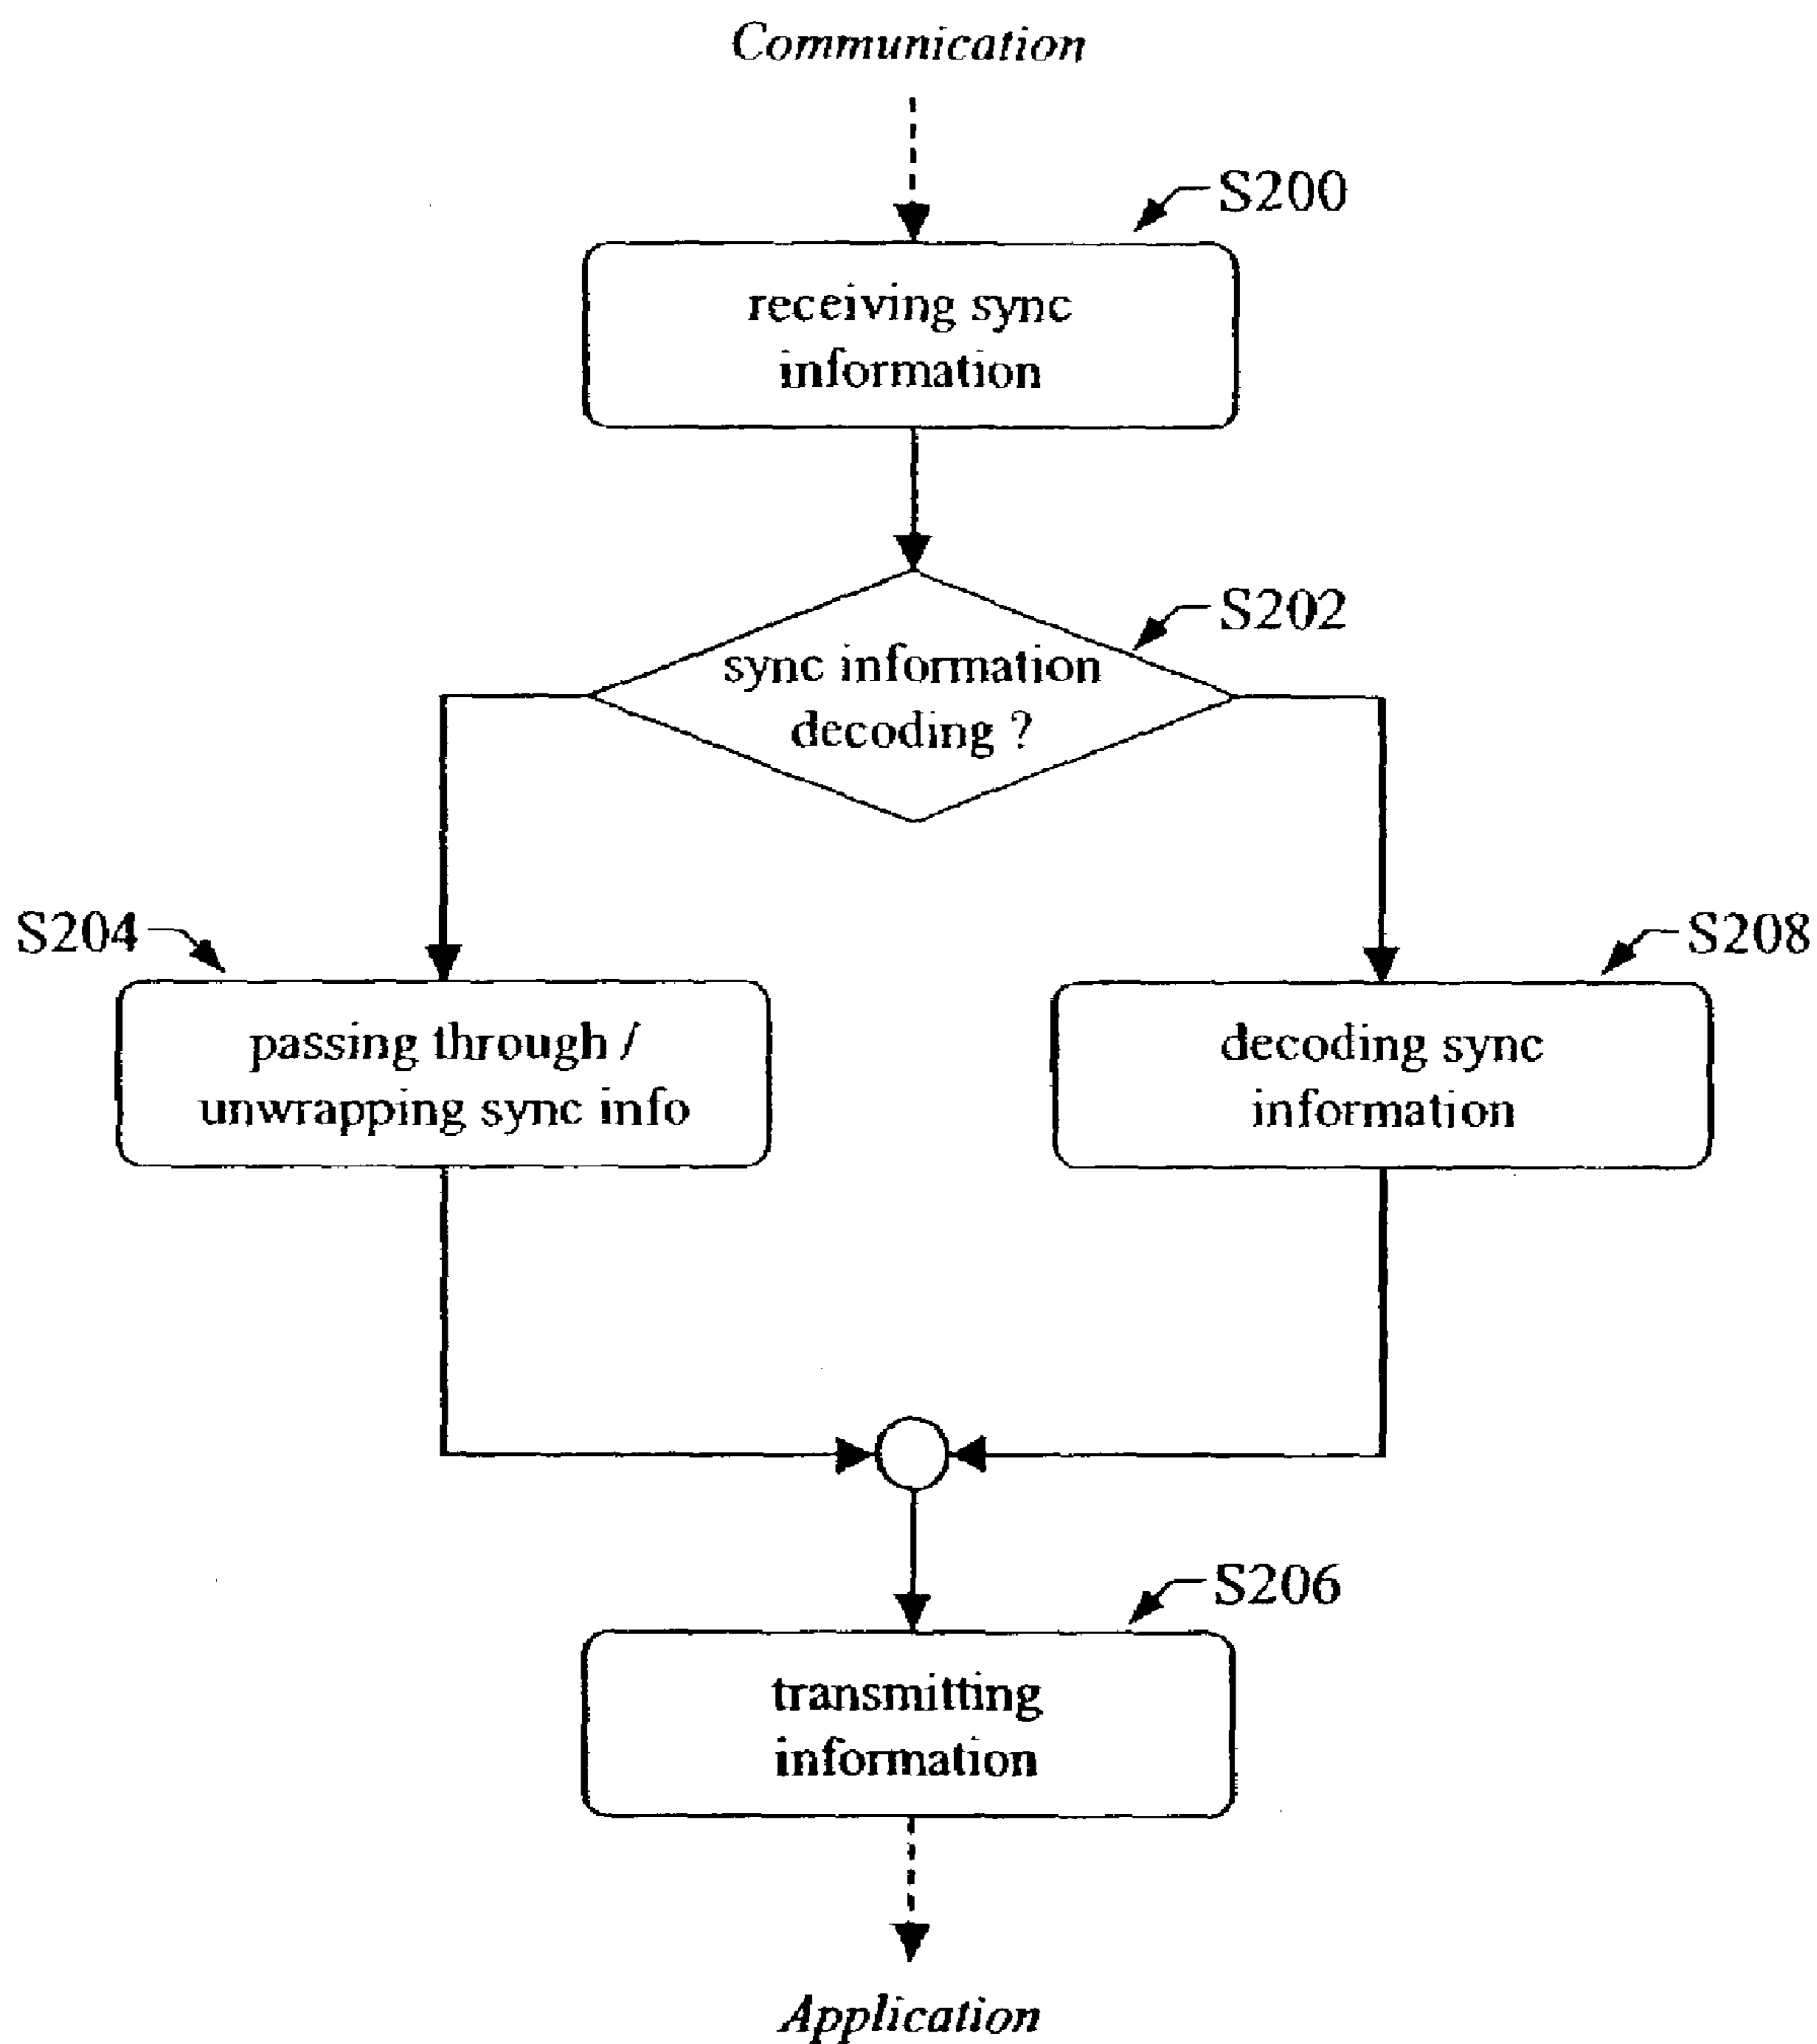 Communication
S200
receiving sync
information
S202
sync information
decoding ?
S204
S208
passing through /
unwrapping sync info
decoding sync
information
S206
transmitting
information
Application